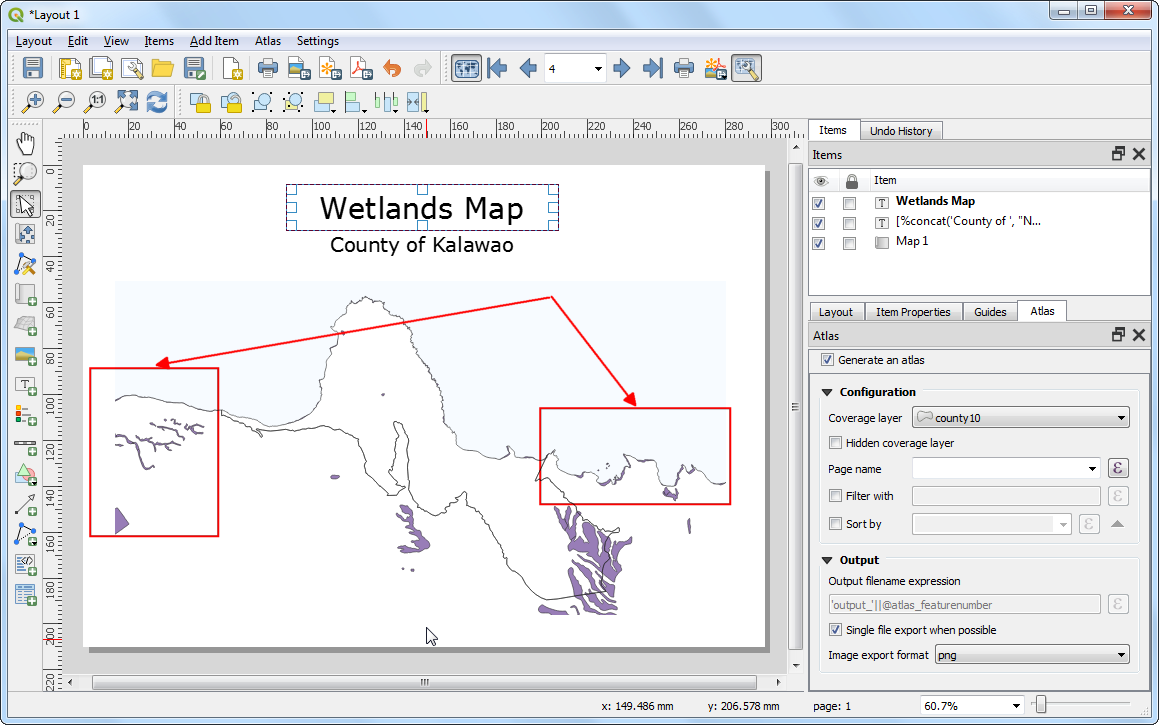 *Layout 1
Layout Edit View Items Add Item Atlas Settings
1:1
4
0 20 40 60 80 100 120 140 160 180 200 220 240 260 280 300
0
20
40
60
80
100
120
140
160
180
200
220
Wetlands Map
County of Kalawao
Items Undo History
Items
Item
Wetlands Map
[%concat('County of ', "N...
Map 1
Layout Item Properties Guides Atlas
Atlas
Generate an atlas
Configuration
Coverage layer county10
Hidden coverage layer
Page name ε
Filter with ε
Sort by ε
Output
Output filename expression
'output_'||@atlas_featurenumber ε
Single file export when possible
Image export format png
x: 149.486 mm y: 206.578 mm page: 1 60.7%